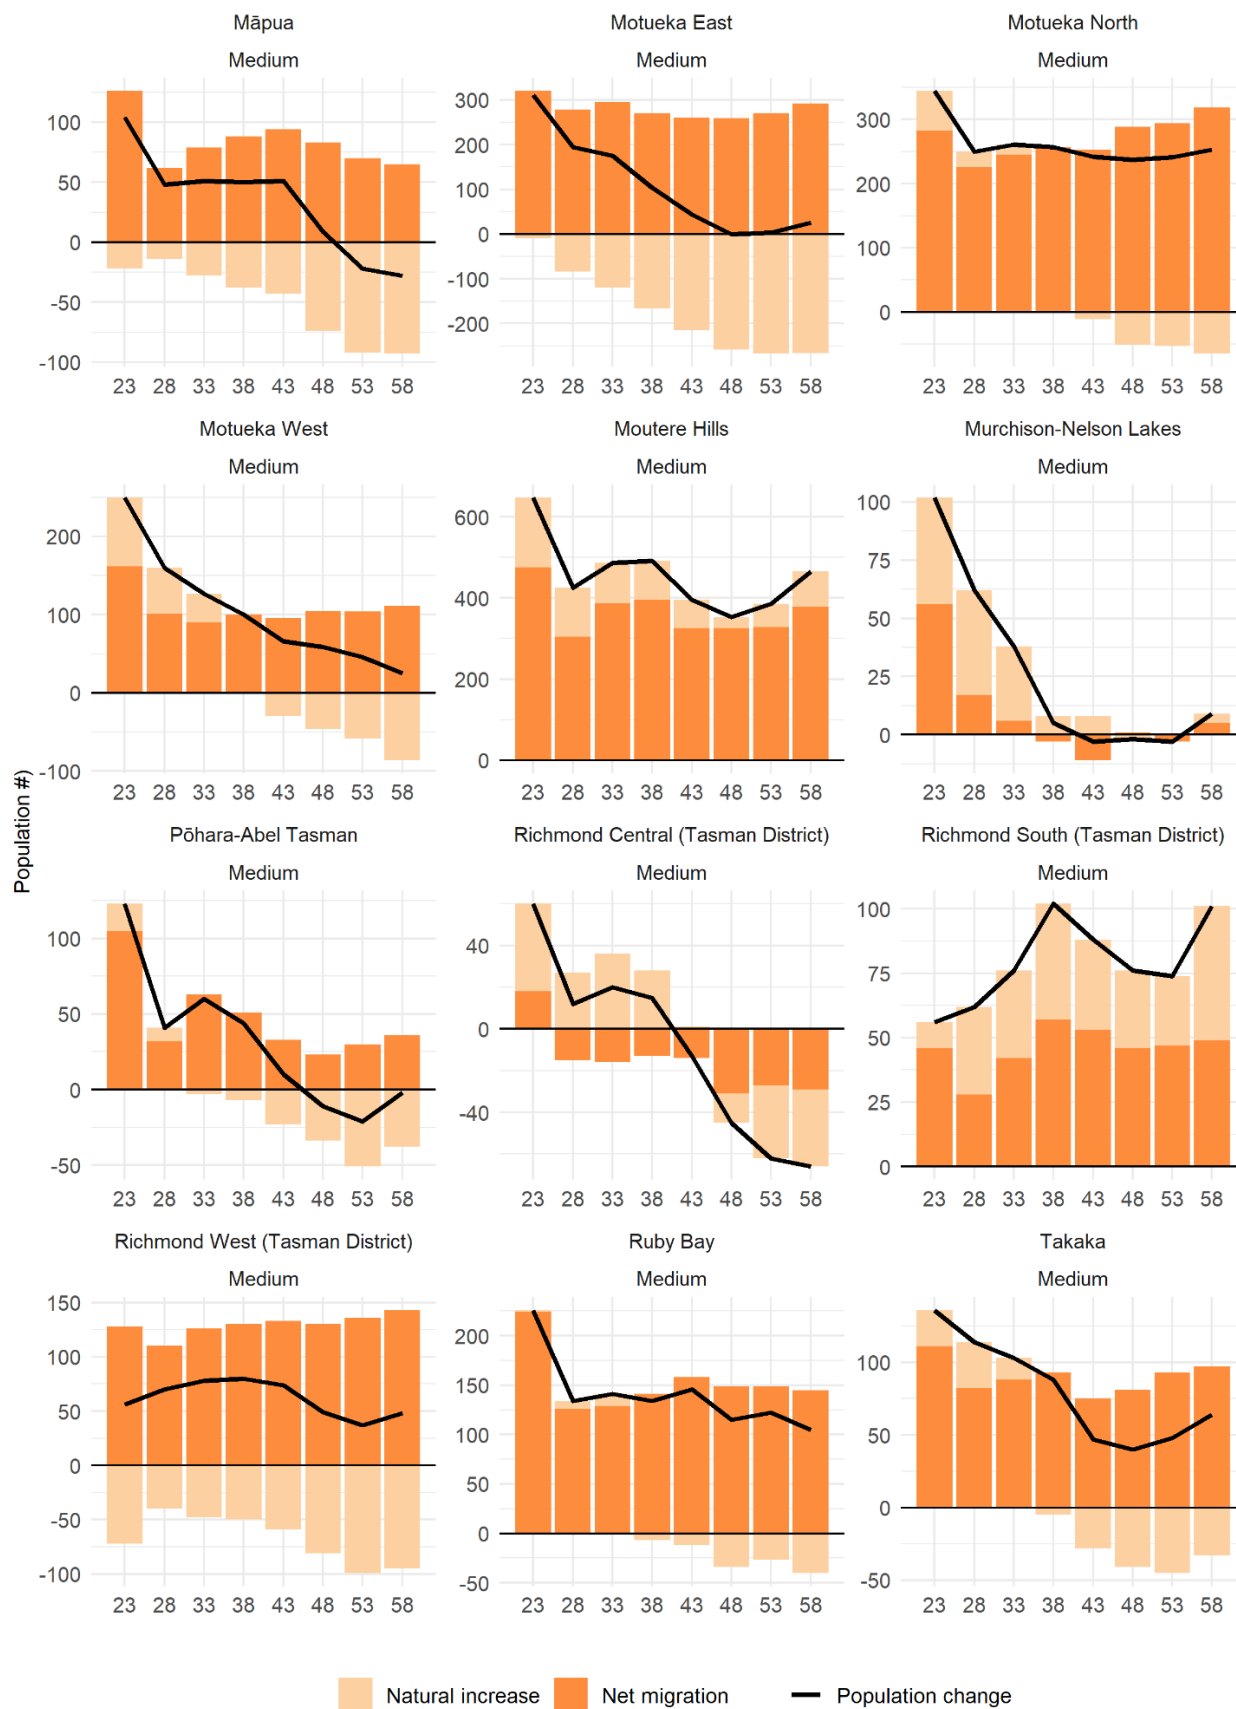 Māpua
Motueka East
Motueka North
Medium
Medium
Medium
100
50
0
-50
-100
300
200
100
0
-100
-200
300
200
100
0
23 28 33 38 43 48 53 58
23 28 33 38 43 48 53 58
23 28 33 38 43 48 53 58
Motueka West
Moutere Hills
Murchison-Nelson Lakes
Medium
Medium
Medium
200
100
0
-100
600
400
200
0
100
75
50
25
0
23 28 33 38 43 48 53 58
23 28 33 38 43 48 53 58
23 28 33 38 43 48 53 58
Population #)
Pōhara-Abel Tasman
Richmond Central (Tasman District)
Richmond South (Tasman District)
Medium
Medium
Medium
100
50
0
-50
40
0
-40
100
75
50
25
0
23 28 33 38 43 48 53 58
23 28 33 38 43 48 53 58
23 28 33 38 43 48 53 58
Richmond West (Tasman District)
Ruby Bay
Takaka
Medium
Medium
Medium
150
100
50
0
-50
-100
200
150
100
50
0
-50
100
50
0
-50
23 28 33 38 43 48 53 58
23 28 33 38 43 48 53 58
23 28 33 38 43 48 53 58
Natural increase Net migration Population change